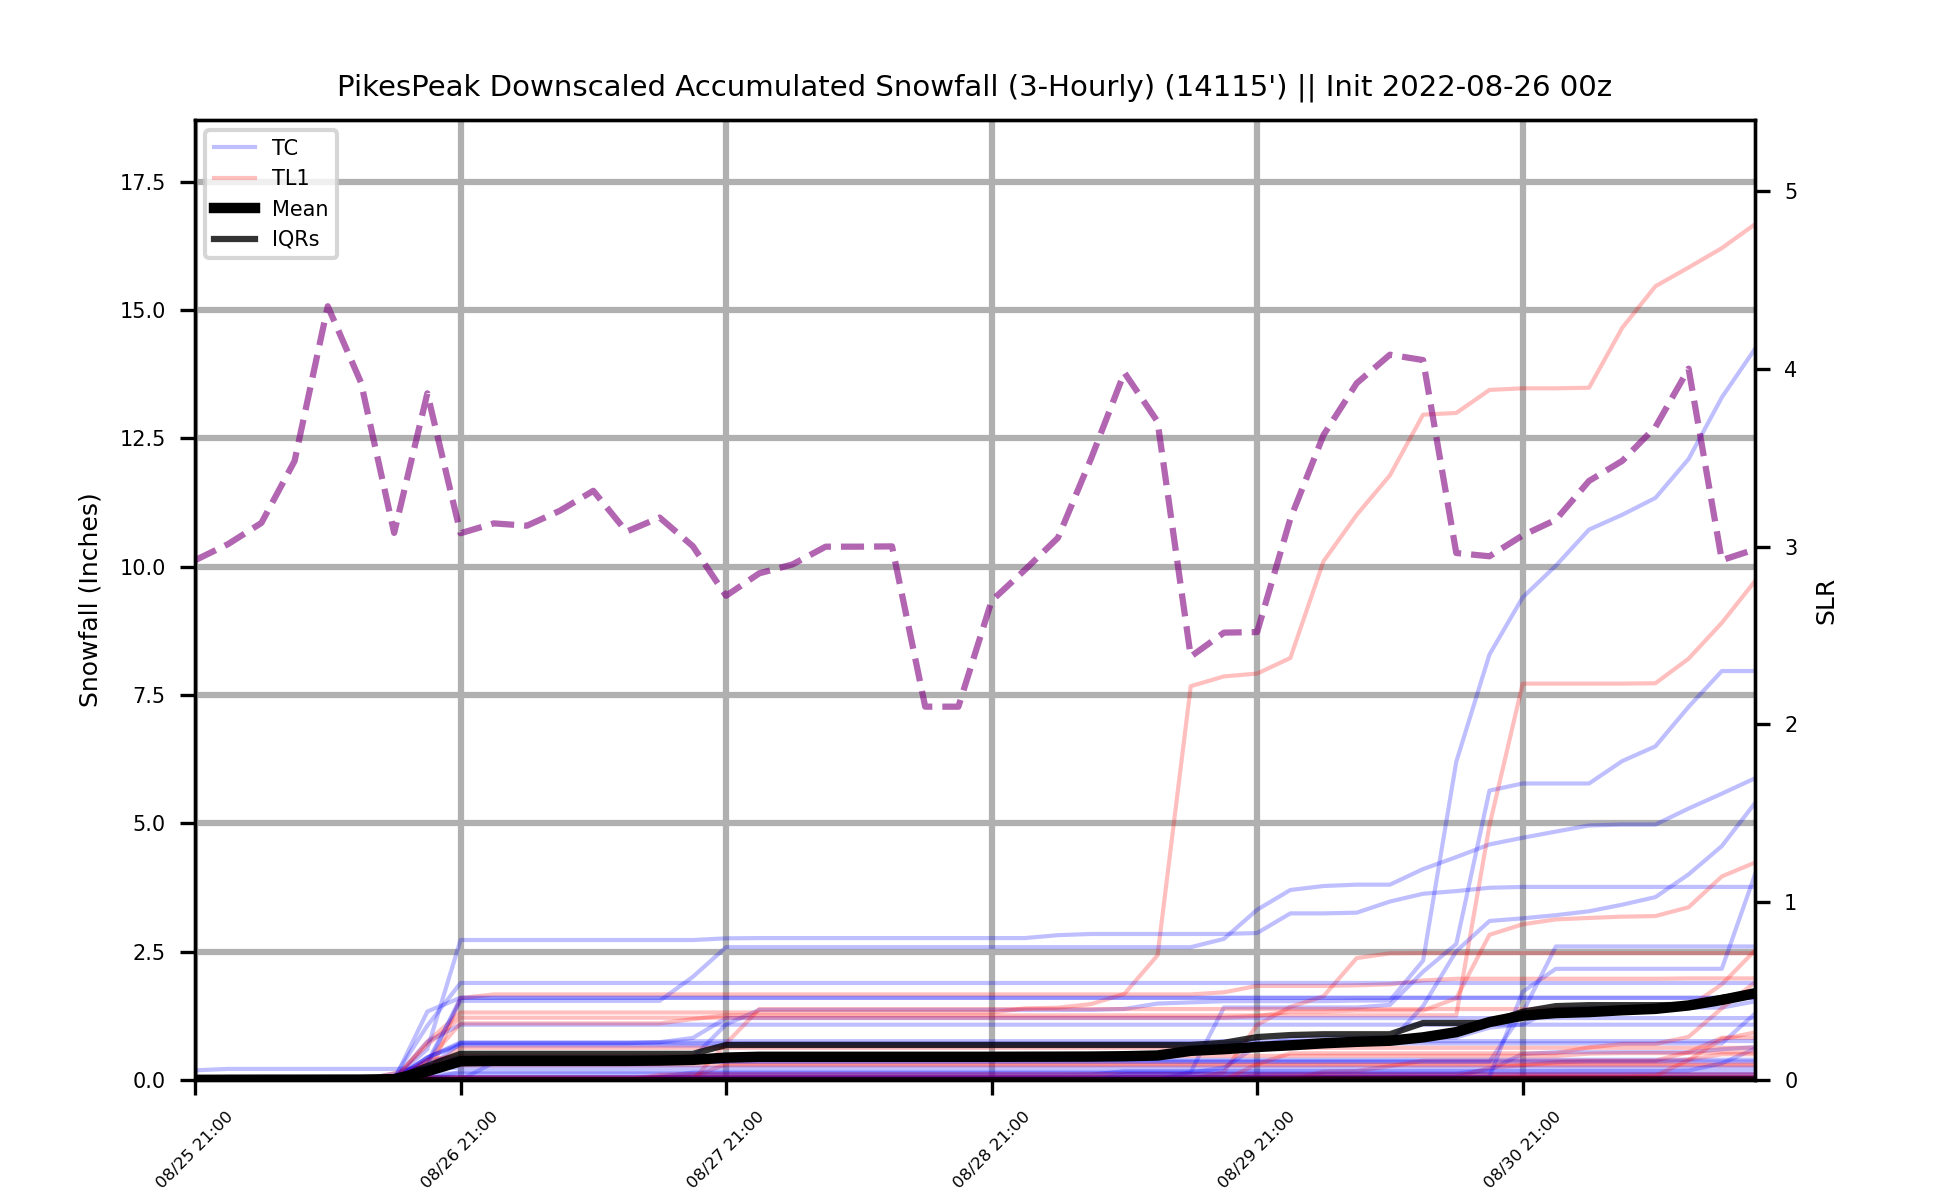 PikesPeak Downscaled Accumulated Snowfall (3-Hourly) (14115') || Init 2022-08-26 00z
TC
TL1
Mean
IQRs
17.5
15.0
12.5
10.0
7.5
5.0
2.5
0.0
Snowfall (Inches)
5
4
3
2
1
0
SLR
08/25 21:00
08/26 21:00
08/27 21:00
08/28 21:00
08/29 21:00
08/30 21:00